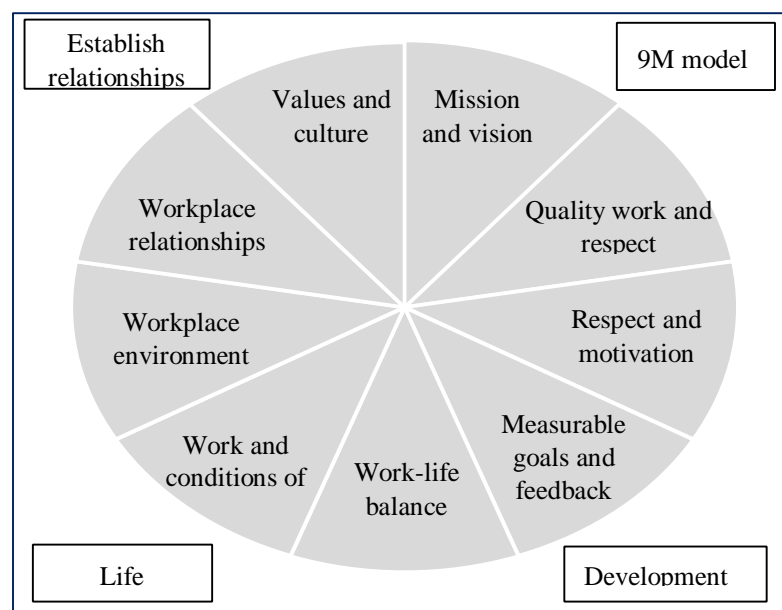 Establish
relationships
9M model
Values and
culture
Mission
and vision
Workplace
relationships
Quality work and
respect
Workplace
environment
Respect and
motivation
Work and
conditions of
Work-life
balance
Measurable
goals and
feedback
Life
Development